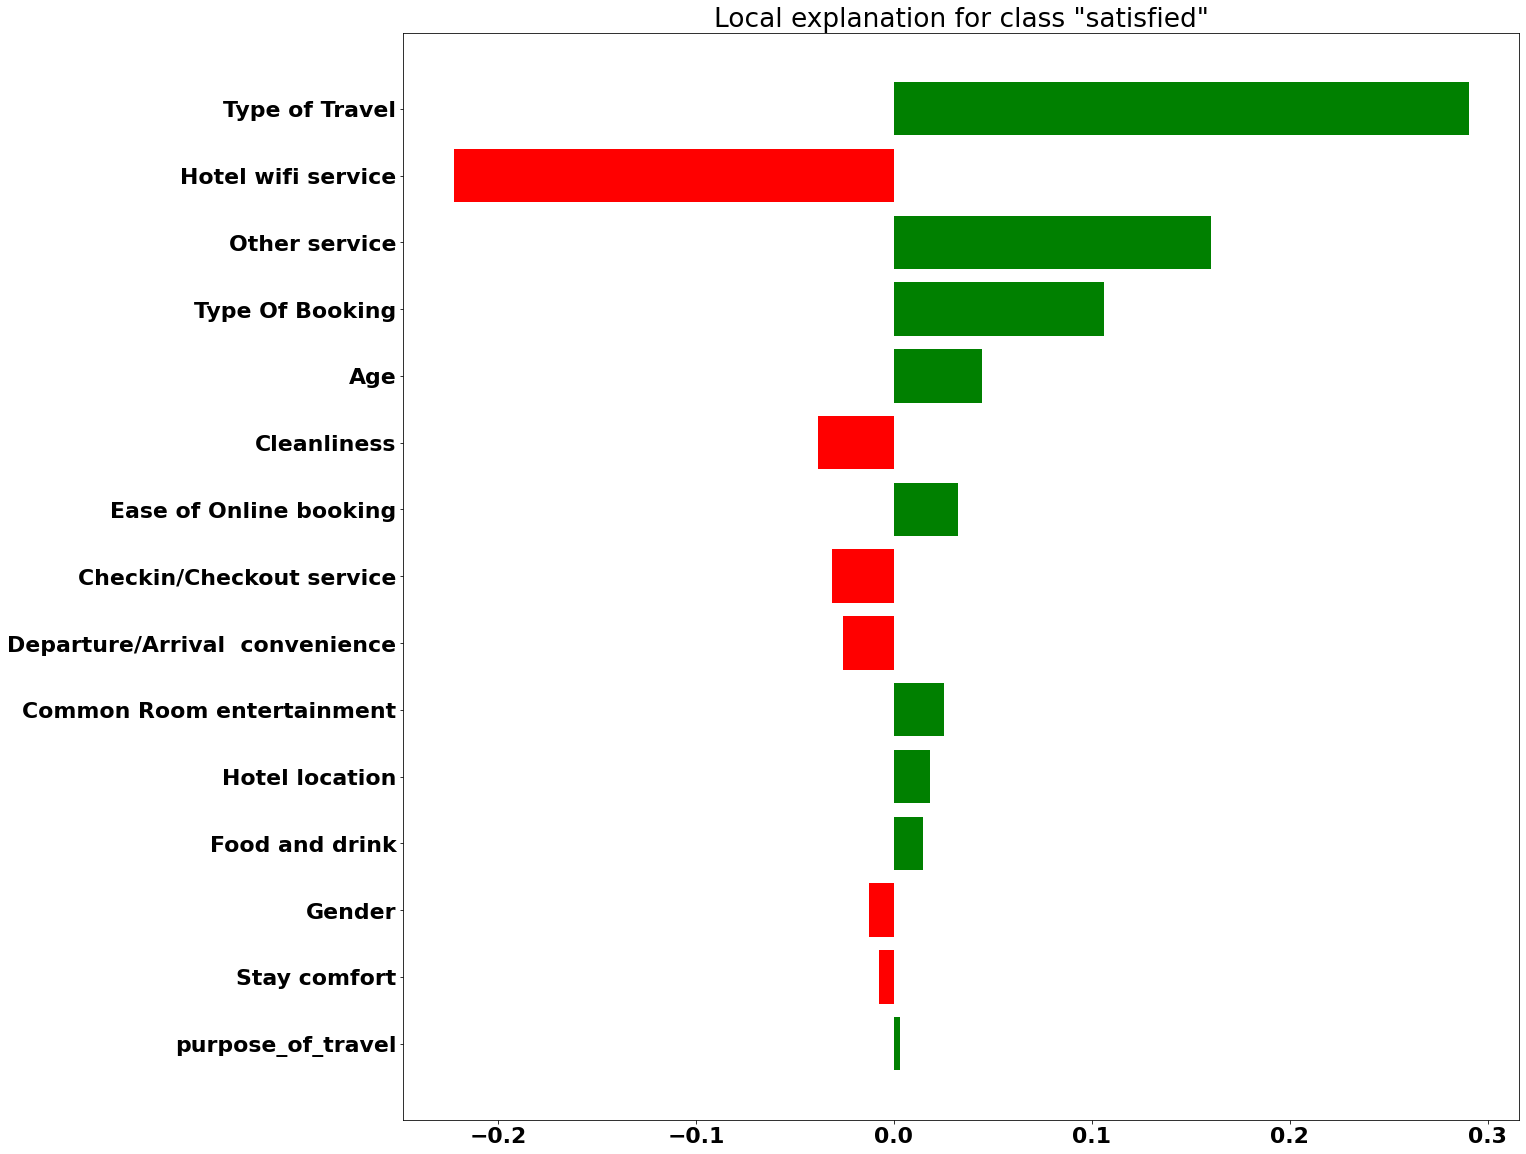 Local explanation for class "satisfied"
Type of Travel
Hotel wifi service
Other service
Type Of Booking
Age
Cleanliness
Ease of Online booking
Checkin/Checkout service
Departure/Arrival  convenience
Common Room entertainment
Hotel location
Food and drink
Gender
Stay comfort
purpose_of_travel
−0.2 −0.1 0.0 0.1 0.2 0.3